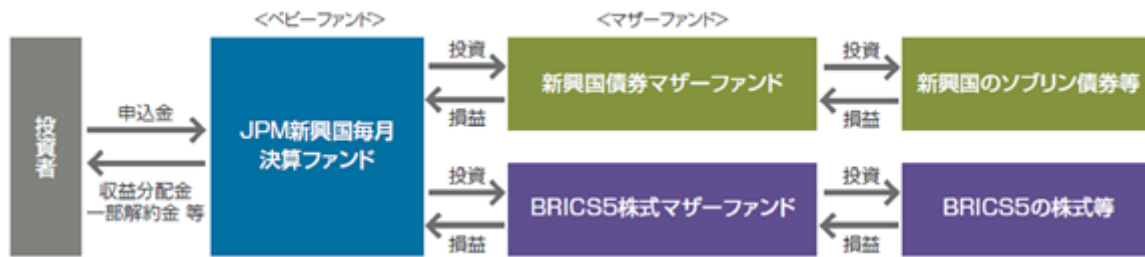 <ベビーファンド>
<マザーファンド>
投資者
申込金
収益分配金
一部解約金 等
JPM新興国毎月
決算ファンド
投資
損益
新興国債券マザーファンド
投資
損益
新興国のソブリン債券等
投資
損益
BRICS5株式マザーファンド
投資
損益
BRICS5の株式等